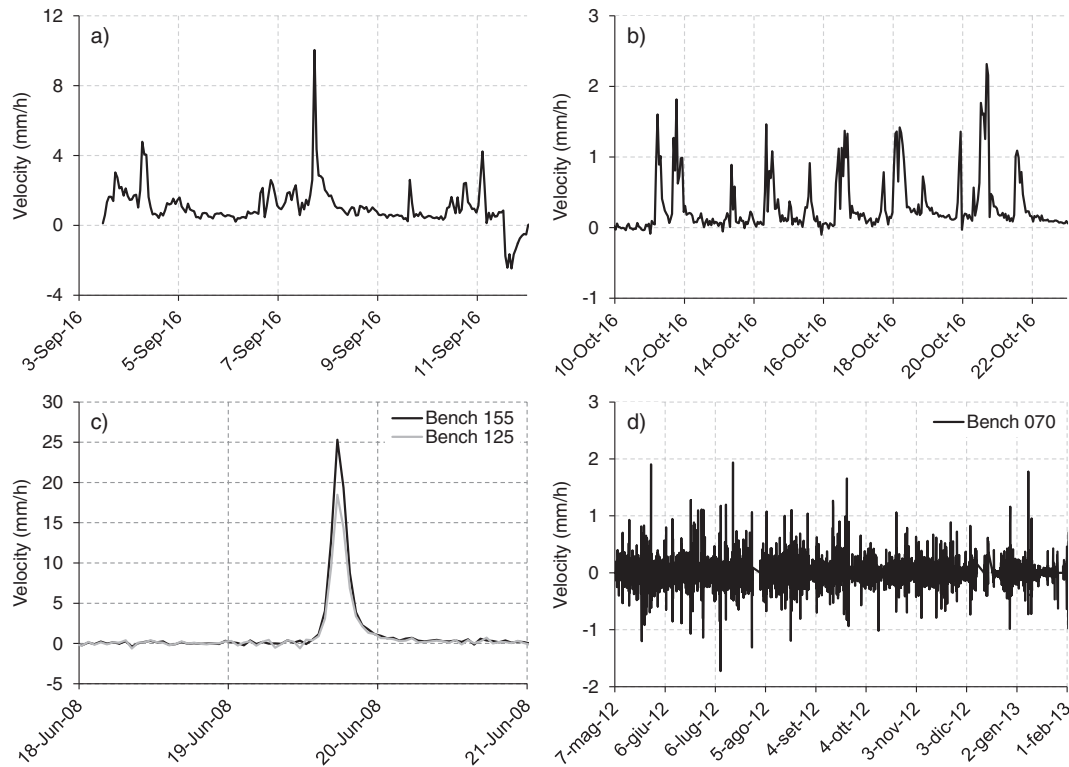 a)
Velocity (mm/h)
12
8
4
0
-4
3-Sep-16
5-Sep-16
7-Sep-16
9-Sep-16
11-Sep-16
b)
Velocity (mm/h)
3
2
1
0
-1
10-Oct-16
12-Oct-16
14-Oct-16
16-Oct-16
18-Oct-16
20-Oct-16
22-Oct-16
c)
Bench 155
Bench 125
Velocity (mm/h)
30
25
20
15
10
5
0
-5
18-Jun-08
19-Jun-08
20-Jun-08
21-Jun-08
d)
Bench 070
Velocity (mm/h)
3
2
1
0
-1
-2
7-mag-12
6-giu-12
6-lug-12
5-ago-12
4-set-12
4-ott-12
3-nov-12
3-dic-12
2-gen-13
1-feb-13